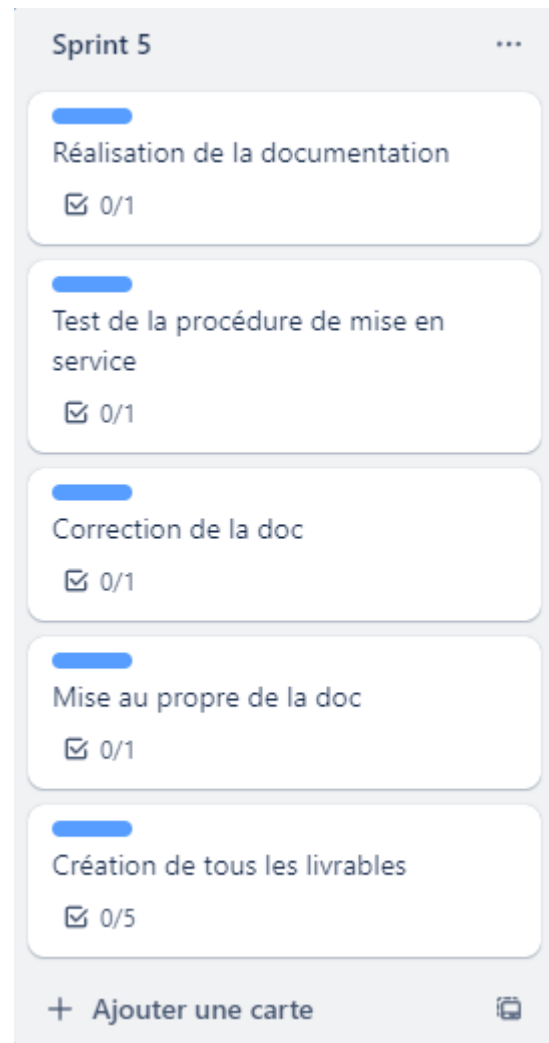 Sprint 5
Réalisation de la documentation
0/1
Test de la procédure de mise en
service
0/1
Correction de la doc
0/1
Mise au propre de la doc
0/1
Création de tous les livrables
0/5
+ Ajouter une carte